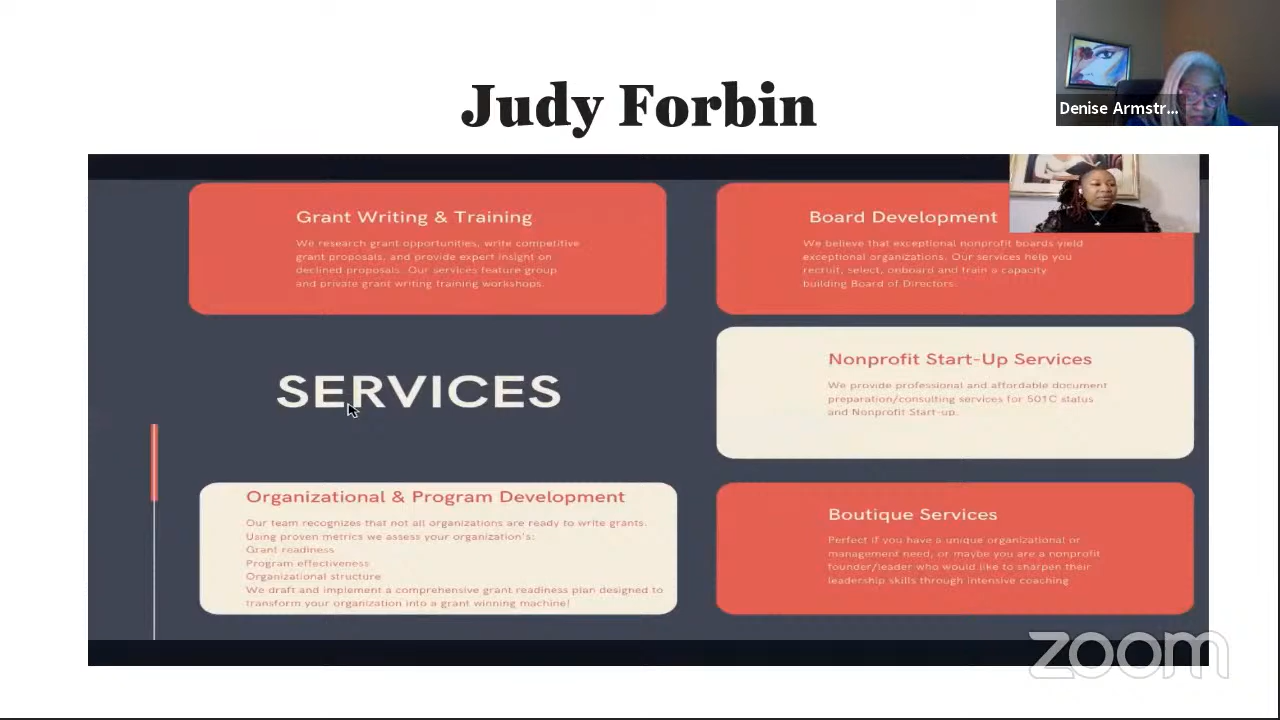 Judy Forbin
Denise Armstr...
Grant Writing & Training
We research grant opportunities, write competitive
grant proposals, and provide expert insight on
declined proposals. Our services feature group
and private grant writing training workshops.
Board Development
We believe that exceptional nonprofit boards yield
exceptional organizations. Our services help you
recruit, select, onboard and train a capacity
building Board of Directors.
SERVICES
Nonprofit Start-Up Services
We provide professional and affordable document
preparation/consulting services for 501C status
and Nonprofit Start-up.
Organizational & Program Development
Our team recognizes that not all organizations are ready to write grants.
Using proven metrics we assess your organization's:
Grant readiness
Program effectiveness
Organizational structure
We draft and implement a comprehensive grant readiness plan designed to
transform your organization into a grant winning machine!
Boutique Services
Perfect if you have a unique organizational or
management need, or maybe you are a nonprofit
founder/leader who would like to sharpen their
leadership skills through intensive coaching
zoom